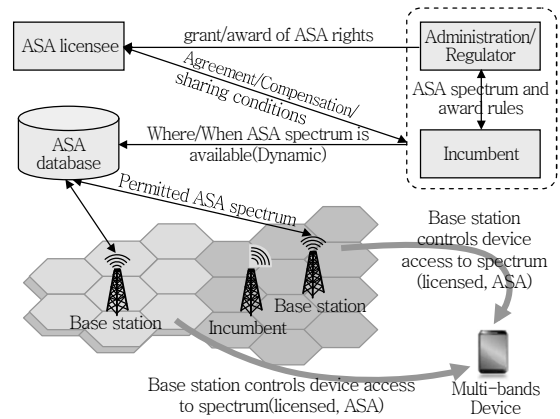 ASA licensee
grant/award of ASA rights
Administration/
Regulator
Agreement/Compensation/
sharing conditions
ASA spectrum and
award rules
ASA
database
Where/When ASA spectrum is
available(Dynamic)
Incumbent
Permitted ASA spectrum
Base station
controls device
access to spectrum
(licensed, ASA)
Base station
Incumbent
Base station
Base station controls device access
to spectrum(licensed, ASA)
Multi-bands
Device